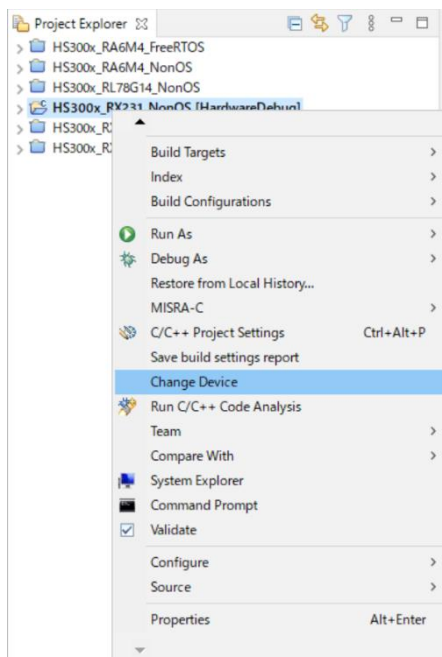 Project Explorer
HS300x_RA6M4_FreeRTOS
HS300x_RA6M4_NonOS
HS300x_RL78G14_NonOS
HS300x_RX231_NonOS [HardwareDebug]
HS300x_R
HS300x_R
Build Targets
Index
Build Configurations
Run As
Debug As
Restore from Local History...
MISRA-C
C/C++ Project Settings Ctrl+Alt+P
Save build settings report
Change Device
Run C/C++ Code Analysis
Team
Compare With
System Explorer
Command Prompt
Validate
Configure
Source
Properties Alt+Enter